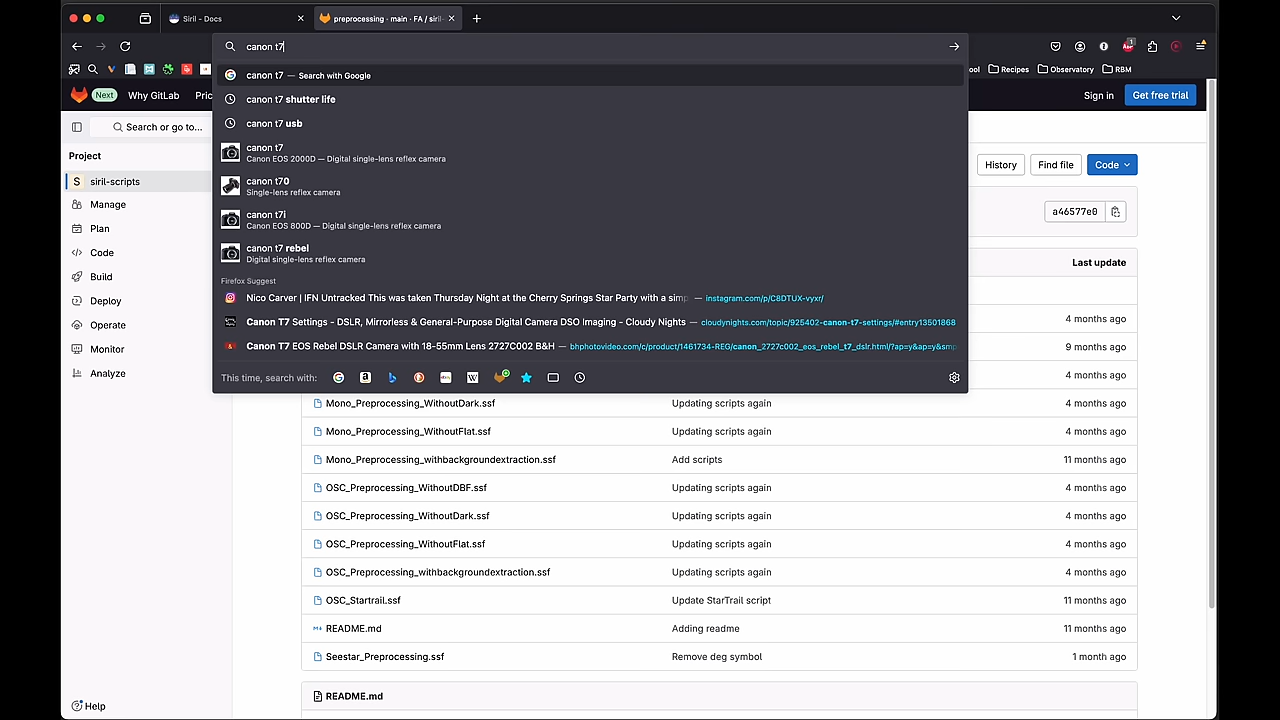 Siril - Docs
preprocessing · main · FA / siril-
canon t7
canon t7 — Search with Google
canon t7 shutter life
canon t7 usb
canon t7
Canon EOS 2000D — Digital single-lens reflex camera
canon t70
Single-lens reflex camera
canon t7i
Canon EOS 800D — Digital single-lens reflex camera
canon t7 rebel
Digital single-lens reflex camera
Firefox Suggest
Nico Carver | IFN Untracked This was taken Thursday Night at the Cherry Springs Star Party with a simp — instagram.com/p/C8DTUX-vyxr/
Canon T7 Settings - DSLR, Mirrorless & General-Purpose Digital Camera DSO Imaging - Cloudy Nights — cloudynights.com/topic/925402-canon-t7-settings/#entry13501868
Canon T7 EOS Rebel DSLR Camera with 18-55mm Lens 2727C002 B&H — bhphotovideo.com/c/product/1461734-REG/canon_2727c002_eos_rebel_t7_dslr.html/?ap=y&ap=y&smp
This time, search with:
ool Recipes Observatory RBM
Next Why GitLab Pric
Sign in Get free trial
Search or go to...
Project
S siril-scripts
Manage
Plan
Code
Build
Deploy
Operate
Monitor
Analyze
Help
History Find file Code
a46577e0
Last update
4 months ago
9 months ago
4 months ago
Mono_Preprocessing_WithoutDark.ssf Updating scripts again 4 months ago
Mono_Preprocessing_WithoutFlat.ssf Updating scripts again 4 months ago
Mono_Preprocessing_withbackgroundextraction.ssf Add scripts 11 months ago
OSC_Preprocessing_WithoutDBF.ssf Updating scripts again 4 months ago
OSC_Preprocessing_WithoutDark.ssf Updating scripts again 4 months ago
OSC_Preprocessing_WithoutFlat.ssf Updating scripts again 4 months ago
OSC_Preprocessing_withbackgroundextraction.ssf Updating scripts again 4 months ago
OSC_Startrail.ssf Update StarTrail script 11 months ago
README.md Adding readme 11 months ago
Seestar_Preprocessing.ssf Remove deg symbol 1 month ago
README.md